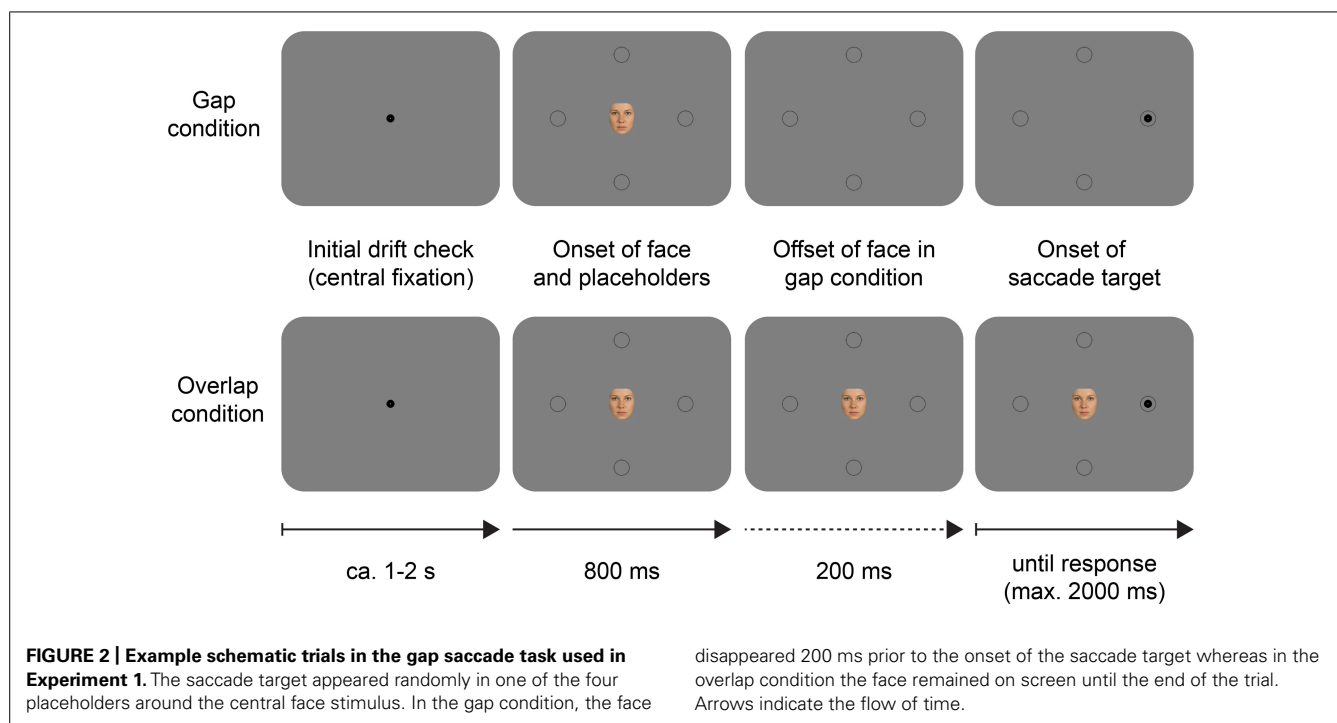 Gap
condition
Initial drift check
(central fixation)
Onset of face
and placeholders
Offset of face in
gap condition
Onset of
saccade target
Overlap
condition
ca. 1-2 s
800 ms
200 ms
until response
(max. 2000 ms)
FIGURE 2 | Example schematic trials in the gap saccade task used in
Experiment 1. The saccade target appeared randomly in one of the four
placeholders around the central face stimulus. In the gap condition, the face
disappeared 200 ms prior to the onset of the saccade target whereas in the
overlap condition the face remained on screen until the end of the trial.
Arrows indicate the flow of time.